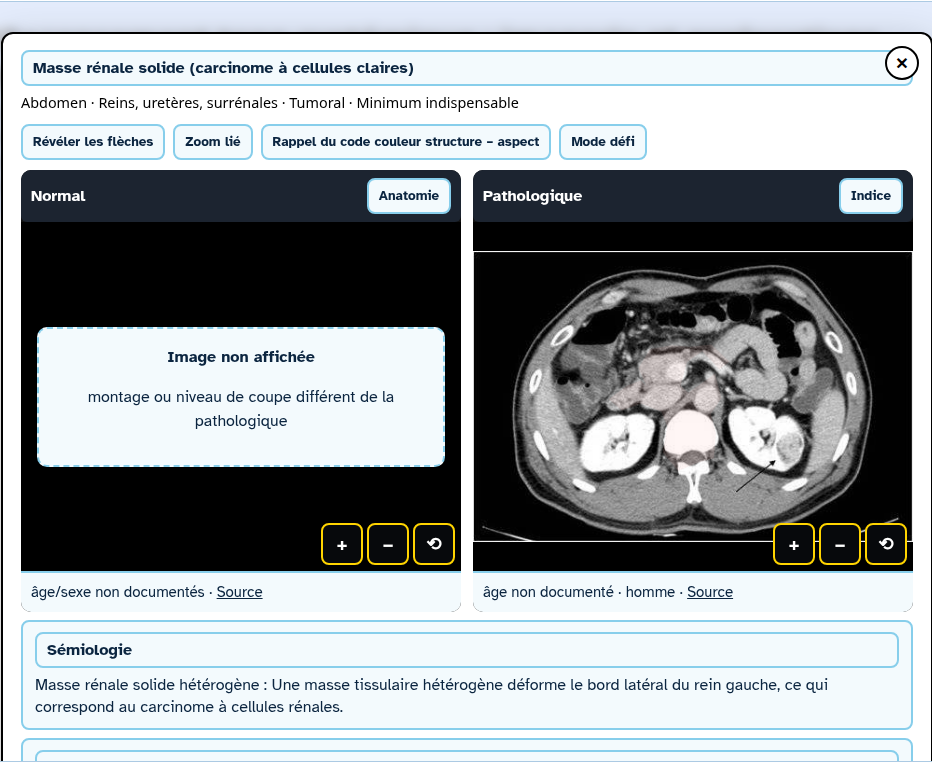 Masse rénale solide (carcinome à cellules claires)
×
Abdomen · Reins, uretères, surrénales · Tumoral · Minimum indispensable
Révéler les flèches
Zoom lié
Rappel du code couleur structure – aspect
Mode défi
Normal
Anatomie
Image non affichée
montage ou niveau de coupe différent de la
pathologique
+
−
⟲
âge/sexe non documentés · Source
Pathologique
Indice
+
−
⟲
âge non documenté · homme · Source
Sémiologie
Masse rénale solide hétérogène : Une masse tissulaire hétérogène déforme le bord latéral du rein gauche, ce qui
correspond au carcinome à cellules rénales.